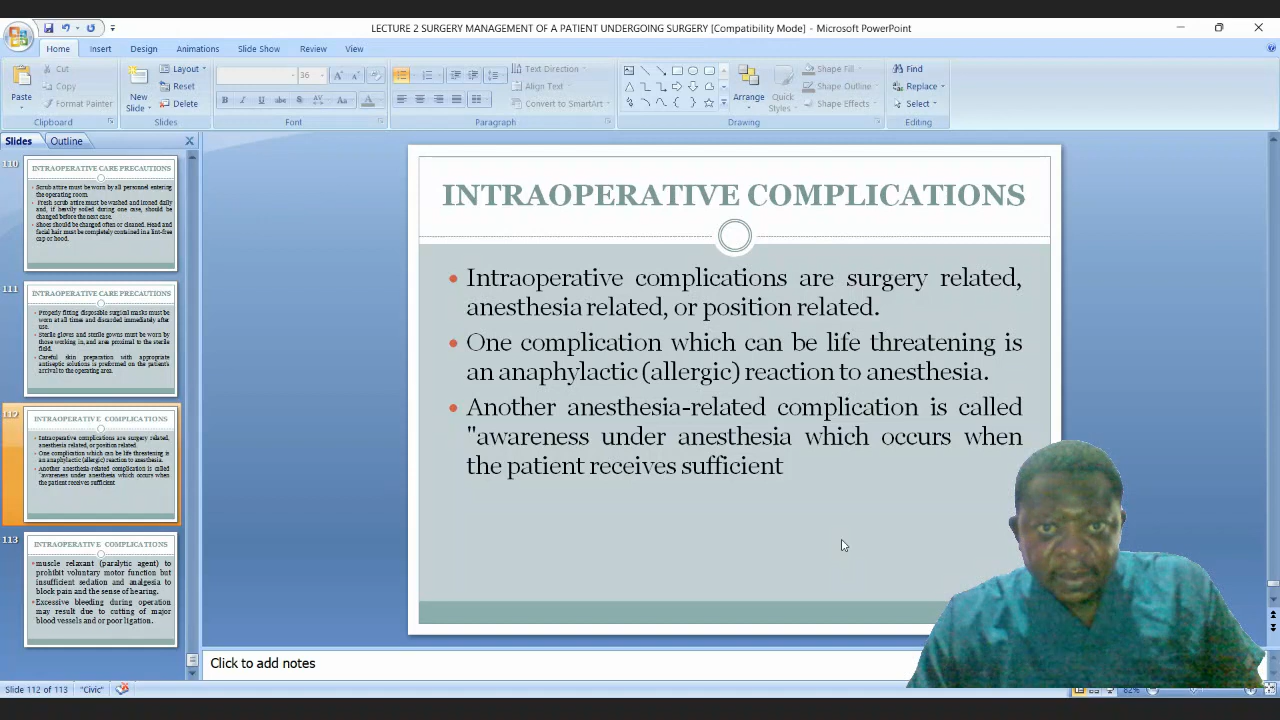 LECTURE 2 SURGERY MANAGEMENT OF A PATIENT UNDERGOING SURGERY [Compatibility Mode] - Microsoft PowerPoint
Home Insert Design Animations Slide Show Review View
Paste
Cut
Copy
Format Painter
Clipboard
New
Slide
Layout
Reset
Delete
Slides
36
Font
Text Direction
Align Text
Convert to SmartArt
Paragraph
Arrange
Quick
Styles
Shape Fill
Shape Outline
Shape Effects
Drawing
Find
Replace
Select
Editing
Slides Outline
110
INTRAOPERATIVE CARE PRECAUTIONS
Scrub attire must be worn by all personnel entering
the operating room.
Fresh scrub attire must be washed and ironed daily
and, if heavily soiled during one case, should be
changed before the next case.
Shoes should be changed often or cleaned. Head and
facial hair must be completely contained in a lint-free
cap or hood.
111
INTRAOPERATIVE CARE PRECAUTIONS
Properly fitting disposable surgical masks must be
worn at all times and discarded immediately after
use.
Sterile gloves and sterile gowns must be worn by
those working in, and area proximal to the sterile
field.
Careful skin preparation with appropriate
antiseptic solutions is preformed on the patient's
arrival to the operating area.
112
INTRAOPERATIVE COMPLICATIONS
Intraoperative complications are surgery related,
anesthesia related, or position related.
One complication which can be life threatening is
an anaphylactic (allergic) reaction to anesthesia.
Another anesthesia-related complication is called
"awareness under anesthesia which occurs when
the patient receives sufficient
113
INTRAOPERATIVE COMPLICATIONS
muscle relaxant (paralytic agent) to
prohibit voluntary motor function but
insufficient sedation and analgesia to
block pain and the sense of hearing.
Excessive bleeding during operation
may result due to cutting of major
blood vessels and or poor ligation.
INTRAOPERATIVE COMPLICATIONS
• Intraoperative complications are surgery related,
anesthesia related, or position related.
• One complication which can be life threatening is
an anaphylactic (allergic) reaction to anesthesia.
• Another anesthesia-related complication is called
"awareness under anesthesia which occurs when
the patient receives sufficient
Click to add notes
Slide 112 of 113 "Civic" 82%